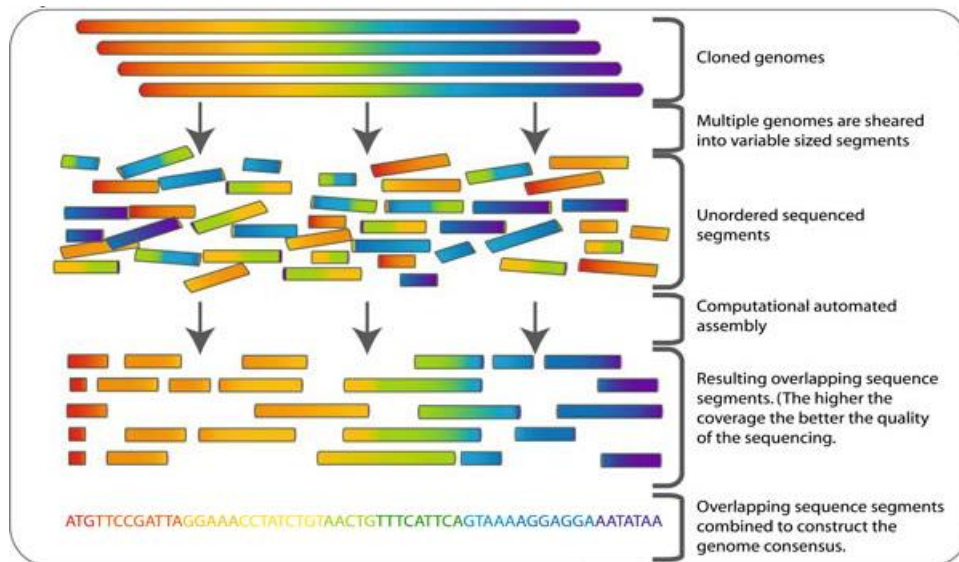 Cloned genomes
Multiple genomes are sheared
into variable sized segments
Unordered sequenced
segments
Computational automated
assembly
Resulting overlapping sequence
segments. (The higher the
coverage the better the quality
of the sequencing.
ATGTTCCGATTAGGAAACCTATCTGTAACTGTTTCATTCAGTAAAAGGAGGAAATATAA
Overlapping sequence segments
combined to construct the
genome consensus.